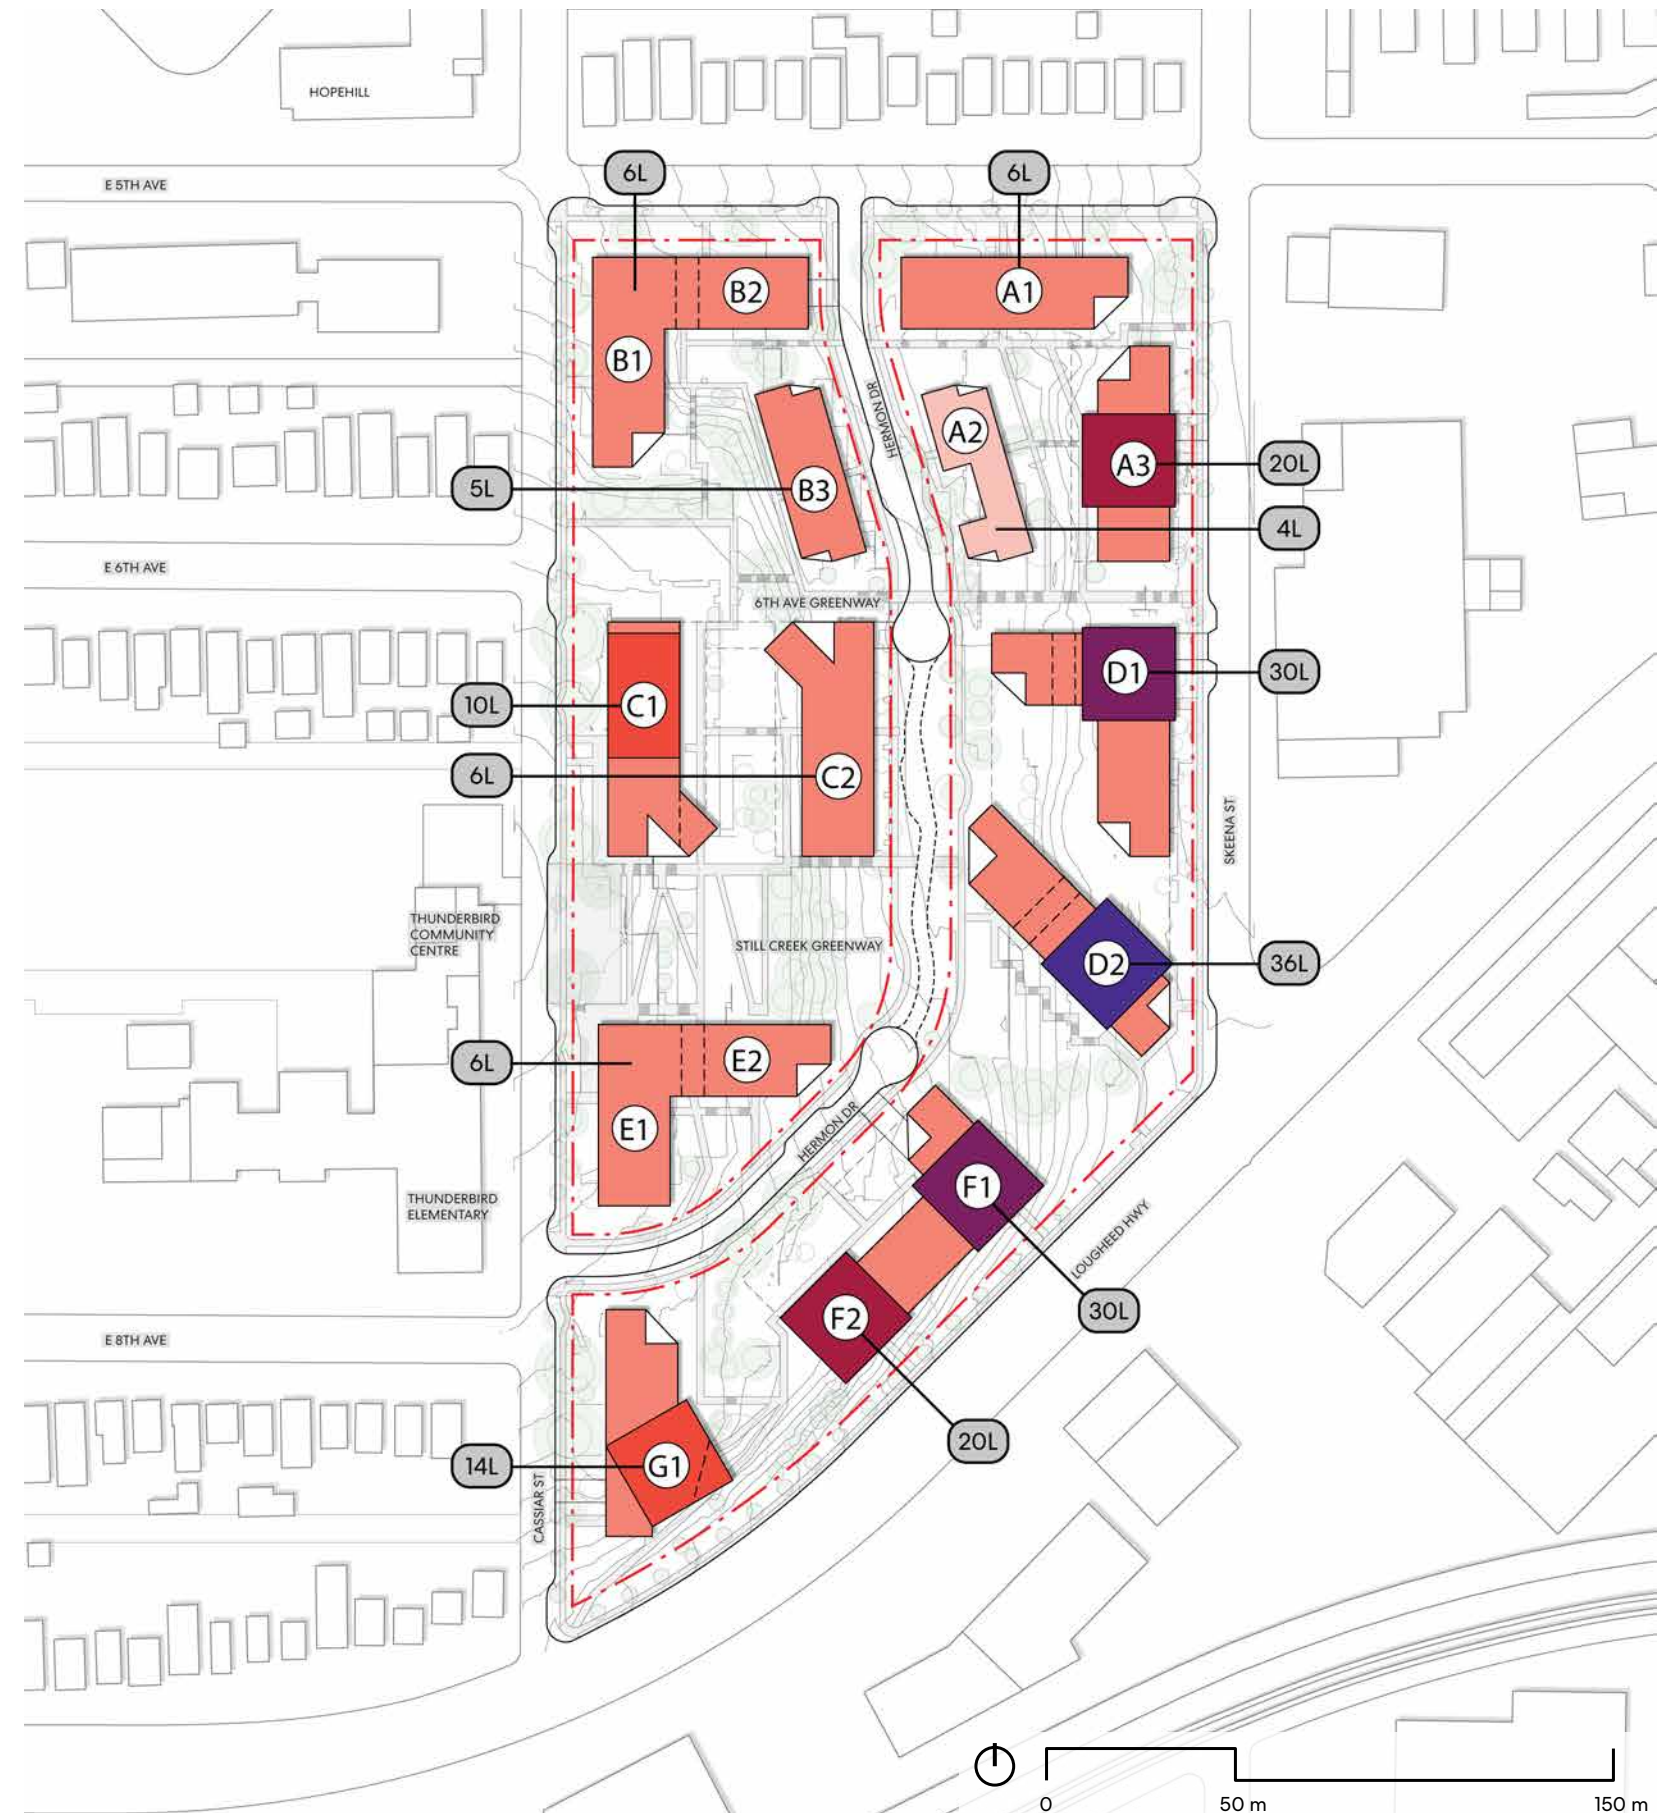 HOPEHILL
6L
6L
E 5TH AVE
B2
A1
B1
HERMON DR
A2
A3
20L
5L
B3
4L
E 6TH AVE
6TH AVE GREENWAY
D1
30L
10L
C1
6L
C2
SKEENA ST
THUNDERBIRD
COMMUNITY
CENTRE
STILL CREEK GREENWAY
D2
36L
6L
E2
E1
HERMON DR
THUNDERBIRD
ELEMENTARY
F1
LOUGHEED HWY
30L
F2
E 8TH AVE
20L
14L
G1
CASSIAR ST
0
50 m
150 m